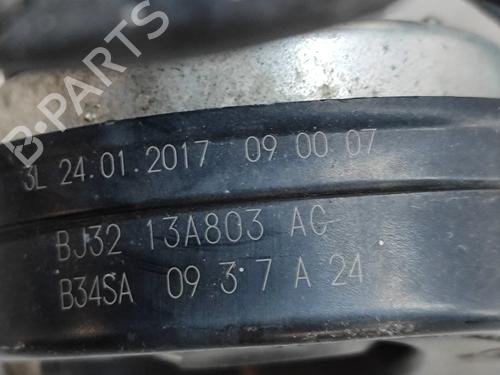 B-PARTS
3L 24.01.2017 09 00 07
BJ32 13A803 AC
B34SA 09 3 7 A 24